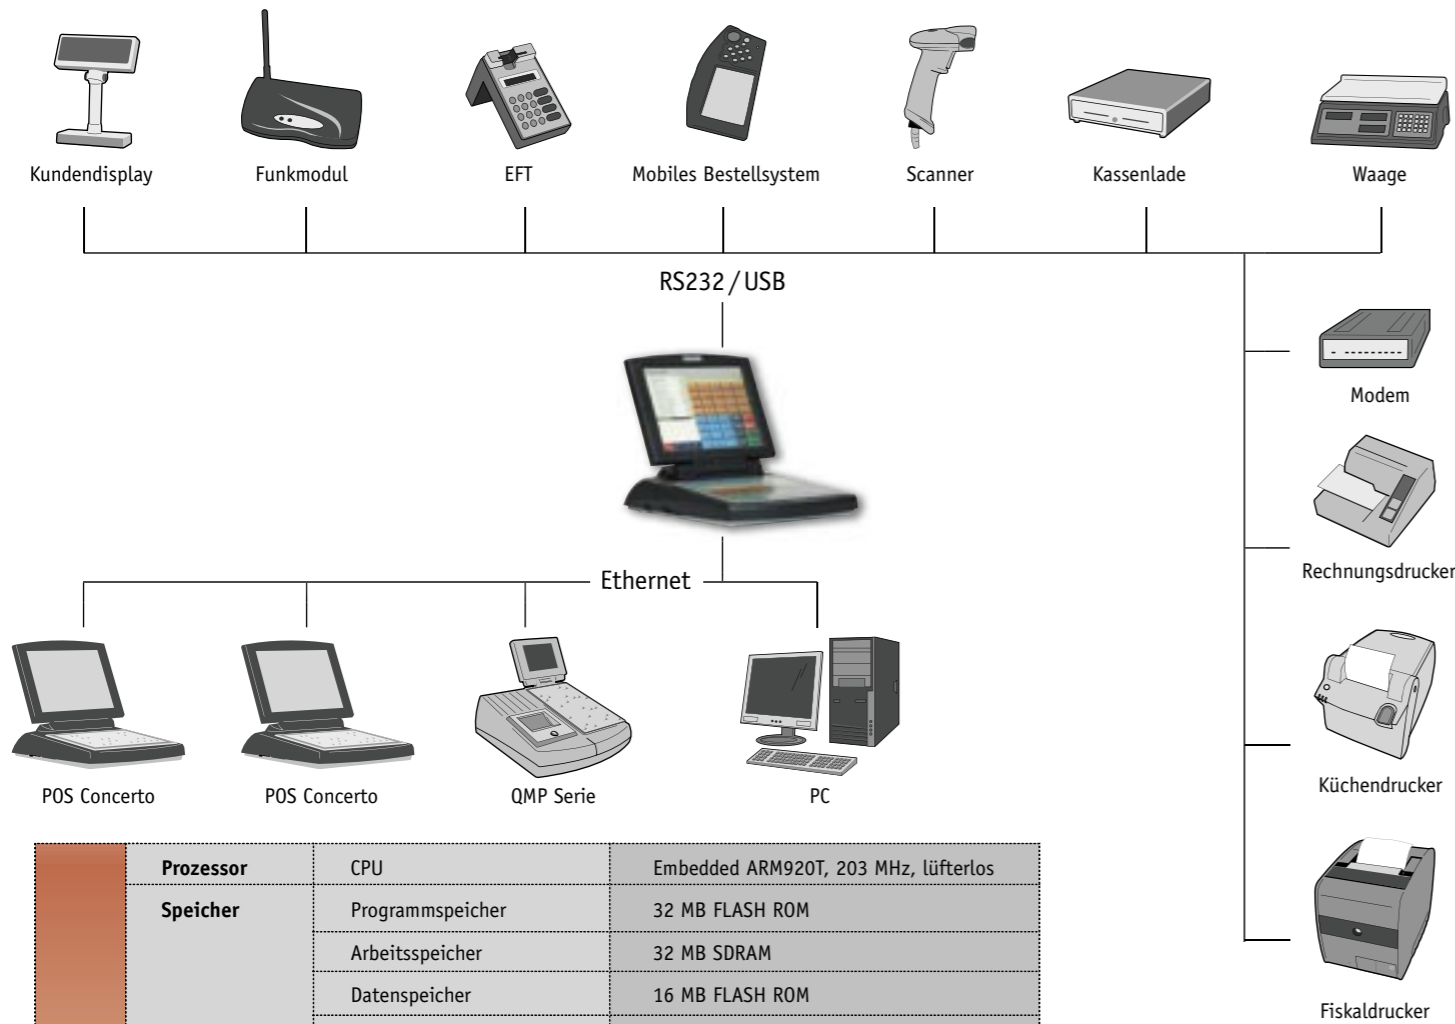 Kundendisplay
Funkmodul
EFT
Mobiles Bestellsystem
Scanner
Kassenlade
Waage
RS232 / USB
Modem
Rechnungsdrucker
Ethernet
POS Concerto
POS Concerto
QMP Serie
PC
Küchendrucker
Fiskaldrucker
Prozessor CPU Embedded ARM920T, 203 MHz, lüfterlos
Speicher Programmspeicher 32 MB FLASH ROM
Arbeitsspeicher 32 MB SDRAM
Datenspeicher 16 MB FLASH ROM